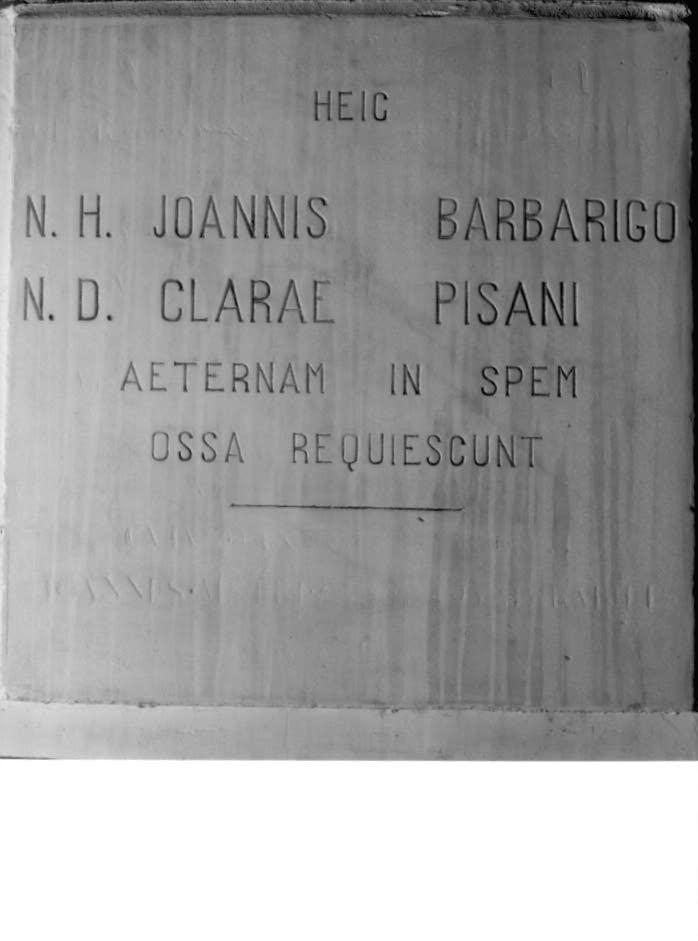 HEIC
N. H. JOANNIS BARBARIGO
N. D. CLARAE PISANI
AETERNAM IN SPEM
OSSA REQUIESCUNT